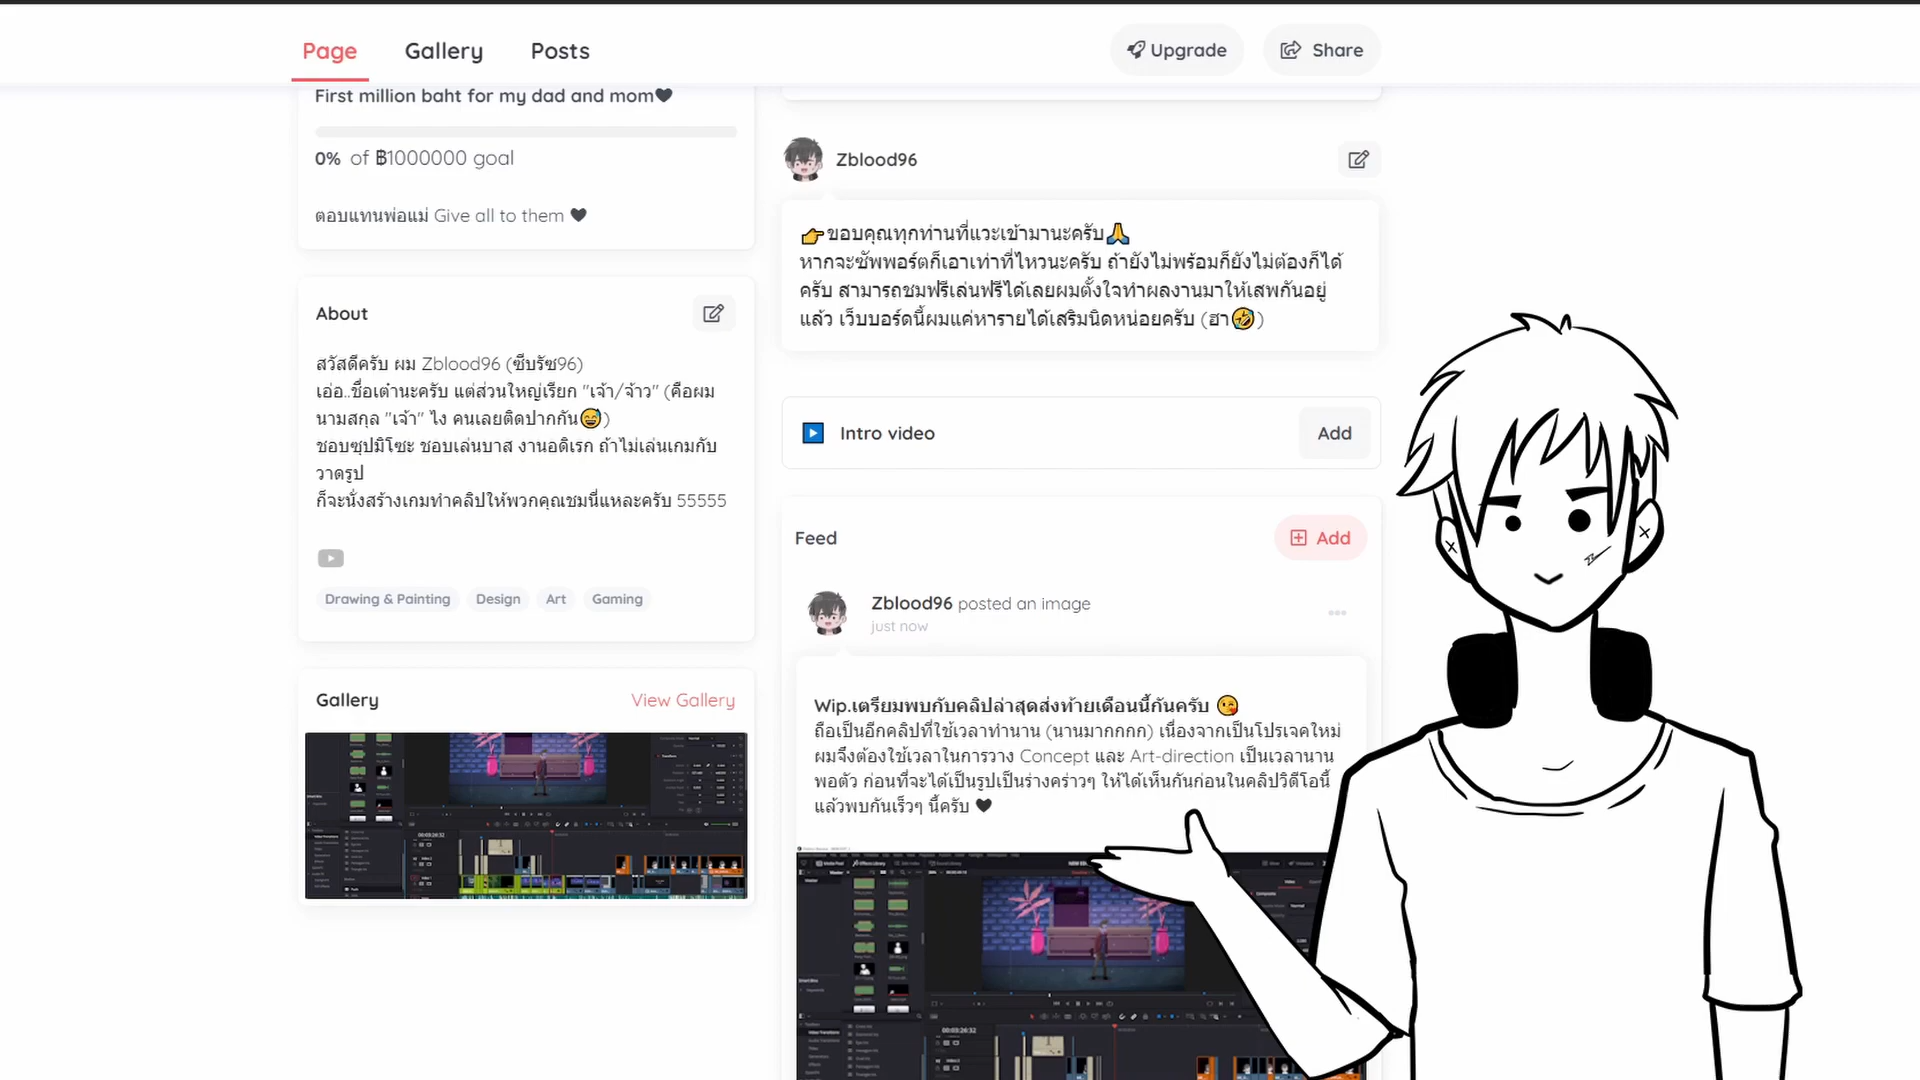 Page
Gallery
Posts
Upgrade
Share
First million baht for my dad and mom🖤
0% of ฿1000000 goal
ตอบแทนพ่อแม่ Give all to them 🖤
About
สวัสดีครับ ผม Zblood96 (ซีบรัซ96)
เอ่อ..ชื่อเต๋านะครับ แต่ส่วนใหญ่เรียก "เจ้า/จ้าว" (คือผม
นามสกุล "เจ้า" ไง คนเลยติดปากกัน😅)
ชอบซุปมิโซะ ชอบเล่นบาส งานอดิเรก ถ้าไม่เล่นเกมกับ
วาดรูป
ก็จะนั่งสร้างเกมทำคลิปให้พวกคุณชมนี่แหละครับ 55555
Drawing & Painting
Design
Art
Gaming
Gallery
View Gallery
Zblood96
👉ขอบคุณทุกท่านที่แวะเข้ามานะครับ🙏
หากจะซัพพอร์ตก็เอาเท่าที่ไหวนะครับ ถ้ายังไม่พร้อมก็ยังไม่ต้องก็ได้
ครับ สามารถชมฟรีเล่นฟรีได้เลยผมตั้งใจทำผลงานมาให้เสพกันอยู่
แล้ว เว็บบอร์ดนี้ผมแค่หารายได้เสริมนิดหน่อยครับ (ฮา🤣)
Intro video
Add
Feed
Add
Zblood96 posted an image
just now
Wip.เตรียมพบกับคลิปล่าสุดส่งท้ายเดือนนี้กันครับ 😘
ถือเป็นอีกคลิปที่ใช้เวลาทำนาน (นานมากกกก) เนื่องจากเป็นโปรเจคใหม่
ผมจึงต้องใช้เวลาในการวาง Concept และ Art-direction เป็นเวลานาน
พอตัว ก่อนที่จะได้เป็นรูปเป็นร่างคร่าวๆ ให้ได้เห็นกันก่อนในคลิปวิดีโอนี้
แล้วพบกันเร็วๆ นี้ครับ 🖤